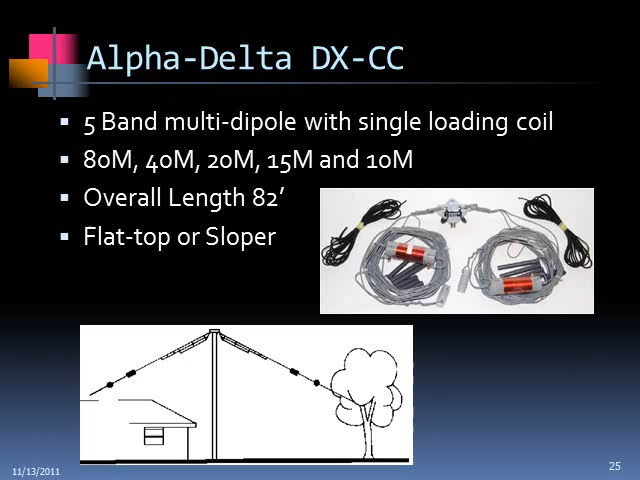 Alpha-Delta DX-CC
5 Band multi-dipole with single loading coil
80M, 40M, 20M, 15M and 10M
Overall Length 82’
Flat-top or Sloper
11/13/2011
25